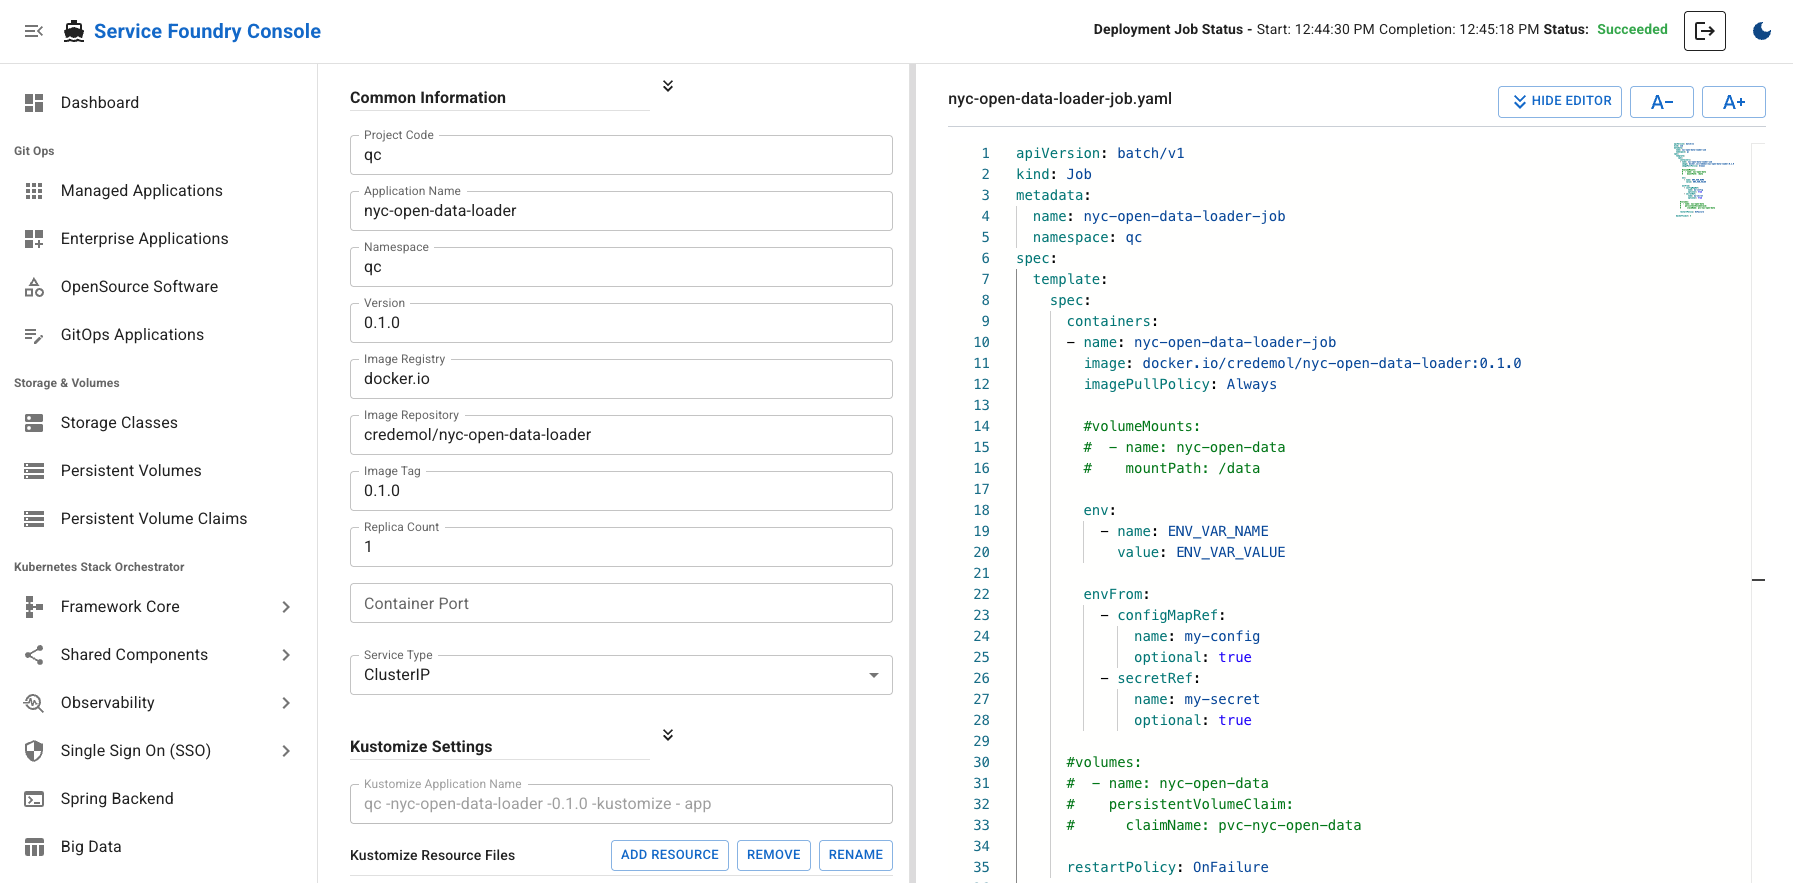 Service Foundry Console
Deployment Job Status - Start: 12:44:30 PM Completion: 12:45:18 PM Status: Succeeded
Dashboard
Git Ops
Managed Applications
Enterprise Applications
OpenSource Software
GitOps Applications
Storage & Volumes
Storage Classes
Persistent Volumes
Persistent Volume Claims
Kubernetes Stack Orchestrator
Framework Core
Shared Components
Observability
Single Sign On (SSO)
Spring Backend
Big Data
Common Information
Project Code
qc
Application Name
nyc-open-data-loader
Namespace
qc
Version
0.1.0
Image Registry
docker.io
Image Repository
credemol/nyc-open-data-loader
Image Tag
0.1.0
Replica Count
1
Container Port
Service Type
ClusterIP
Kustomize Settings
Kustomize Application Name
qc -nyc-open-data-loader -0.1.0 -kustomize - app
Kustomize Resource Files
ADD RESOURCE
REMOVE
RENAME
nyc-open-data-loader-job.yaml
HIDE EDITOR
A-
A+
1 apiVersion: batch/v1
2 kind: Job
3 metadata:
4   name: nyc-open-data-loader-job
5   namespace: qc
6 spec:
7   template:
8     spec:
9       containers:
10       - name: nyc-open-data-loader-job
11         image: docker.io/credemol/nyc-open-data-loader:0.1.0
12         imagePullPolicy: Always
13
14         #volumeMounts:
15         #  - name: nyc-open-data
16         #    mountPath: /data
17
18         env:
19           - name: ENV_VAR_NAME
20             value: ENV_VAR_VALUE
21
22         envFrom:
23           - configMapRef:
24               name: my-config
25               optional: true
26           - secretRef:
27               name: my-secret
28               optional: true
29
30       #volumes:
31       #  - name: nyc-open-data
32       #    persistentVolumeClaim:
33       #      claimName: pvc-nyc-open-data
34
35       restartPolicy: OnFailure